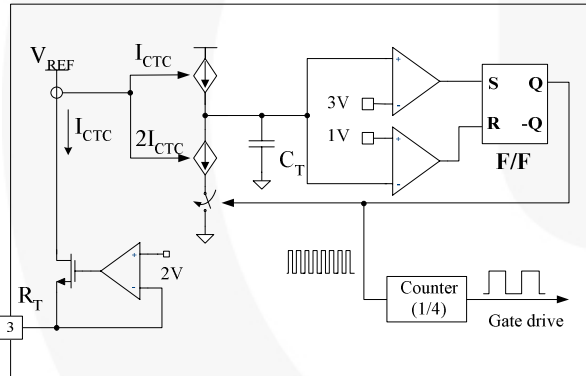 V_REF
I_CTC
I_CTC
2I_CTC
C_T
3V
1V
+
-
+
-
S Q
R -Q
F/F
R_T
+
-
2V
3
Counter
(1/4)
Gate drive